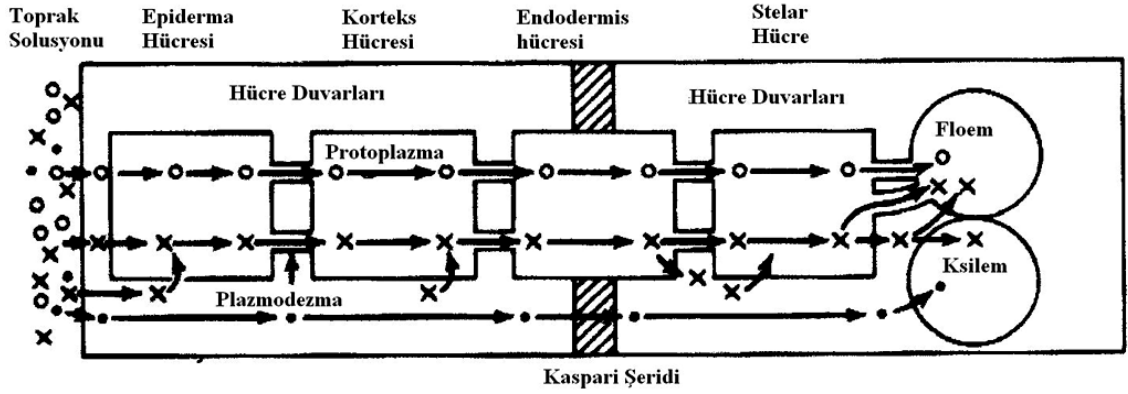 Toprak
Solusyonu
Epiderma
Hücresi
Korteks
Hücresi
Endodermis
hücresi
Stelar
Hücre
Hücre Duvarları
Hücre Duvarları
Protoplazma
Floem
Plazmodezma
Ksilem
Kaspari Şeridi